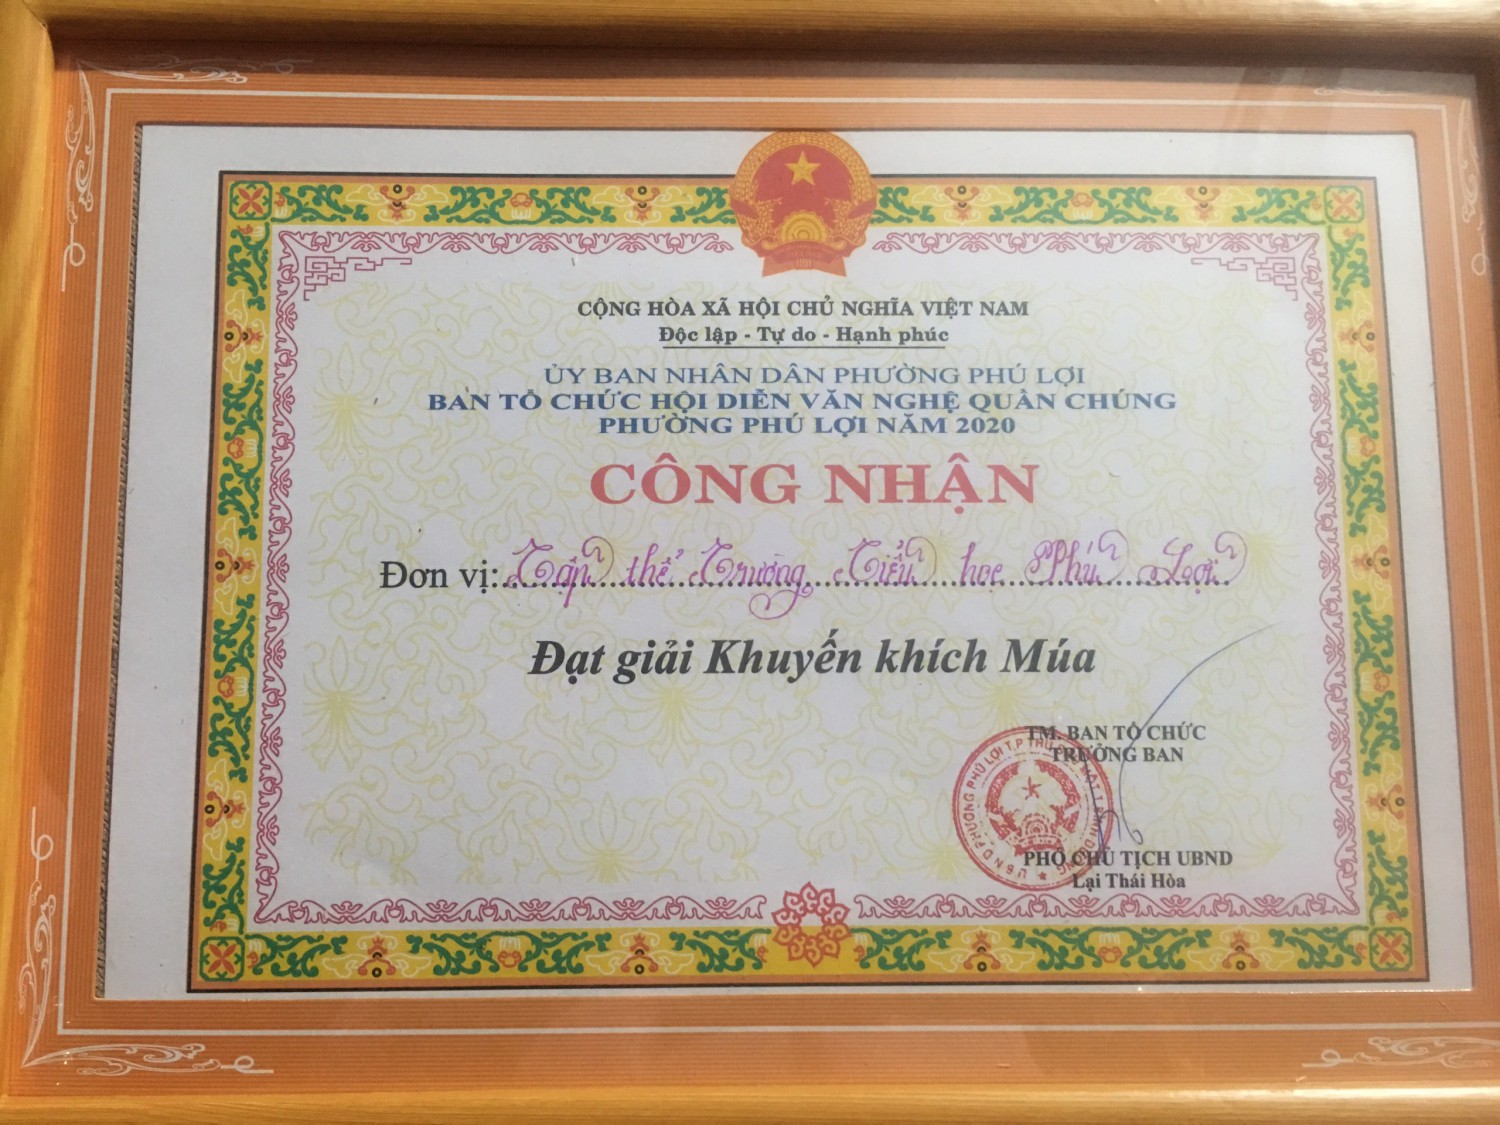 CỘNG HÒA XÃ HỘI CHỦ NGHĨA VIỆT NAM
Độc lập - Tự do - Hạnh phúc
ỦY BAN NHÂN DÂN PHƯỜNG PHÚ LỢI
BAN TỔ CHỨC HỘI DIỄN VĂN NGHỆ QUẦN CHÚNG
PHƯỜNG PHÚ LỢI NĂM 2020
CÔNG NHẬN
Đơn vị: Tập thể Trường Tiểu học Phú Lợi
Đạt giải Khuyến khích Múa
TM. BAN TỔ CHỨC
TRƯỞNG BAN
PHÓ CHỦ TỊCH UBND
Lại Thái Hòa